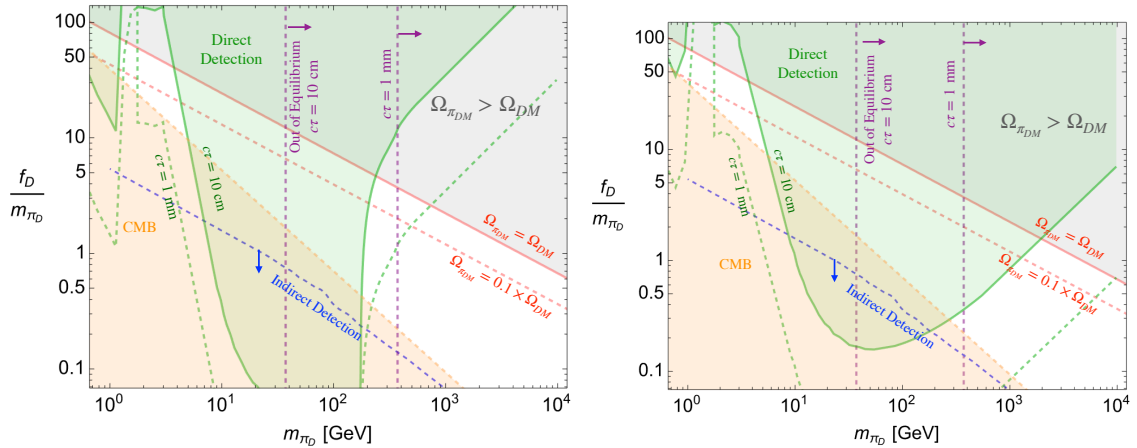 100
50
10
5
1
0.5
0.1
f_D
m_{π_D}
Direct
Detection
Out of Equilibrium
cτ = 10 cm
cτ = 1 mm
Ω_{π_{DM}} > Ω_{DM}
cτ = 1 mm
cτ = 10 cm
CMB
Indirect Detection
Ω_{π_{DM}} = Ω_{DM}
Ω_{π_{DM}} = 0.1 × Ω_{DM}
10^0 10^1 10^2 10^3 10^4
m_{π_D} [GeV]
100
50
10
5
1
0.5
0.1
f_D
m_{π_D}
Direct
Detection
Out of Equilibrium
cτ = 10 cm
cτ = 1 mm
Ω_{π_{DM}} > Ω_{DM}
cτ = 1 mm
cτ = 10 cm
CMB
Indirect Detection
Ω_{π_{DM}} = Ω_{DM}
Ω_{π_{DM}} = 0.1 × Ω_{DM}
10^0 10^1 10^2 10^3 10^4
m_{π_D} [GeV]